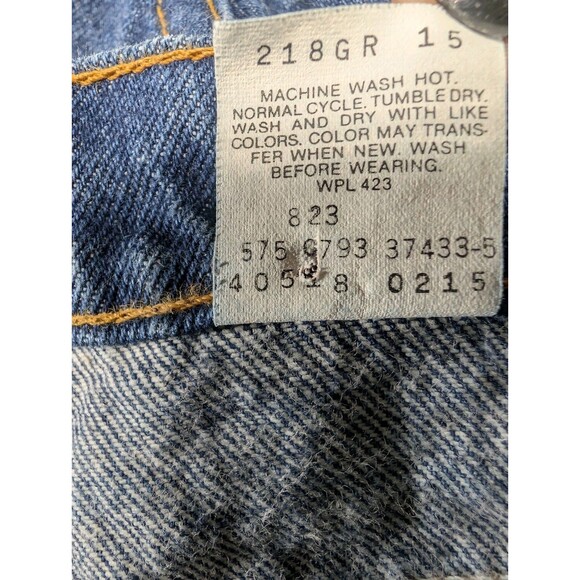 218GR 15
MACHINE WASH HOT.
NORMAL CYCLE. TUMBLE DRY.
WASH AND DRY WITH LIKE
COLORS. COLOR MAY TRANS-
FER WHEN NEW. WASH
BEFORE WEARING.
WPL 423
823
575 0793 37433-5
40518 0215